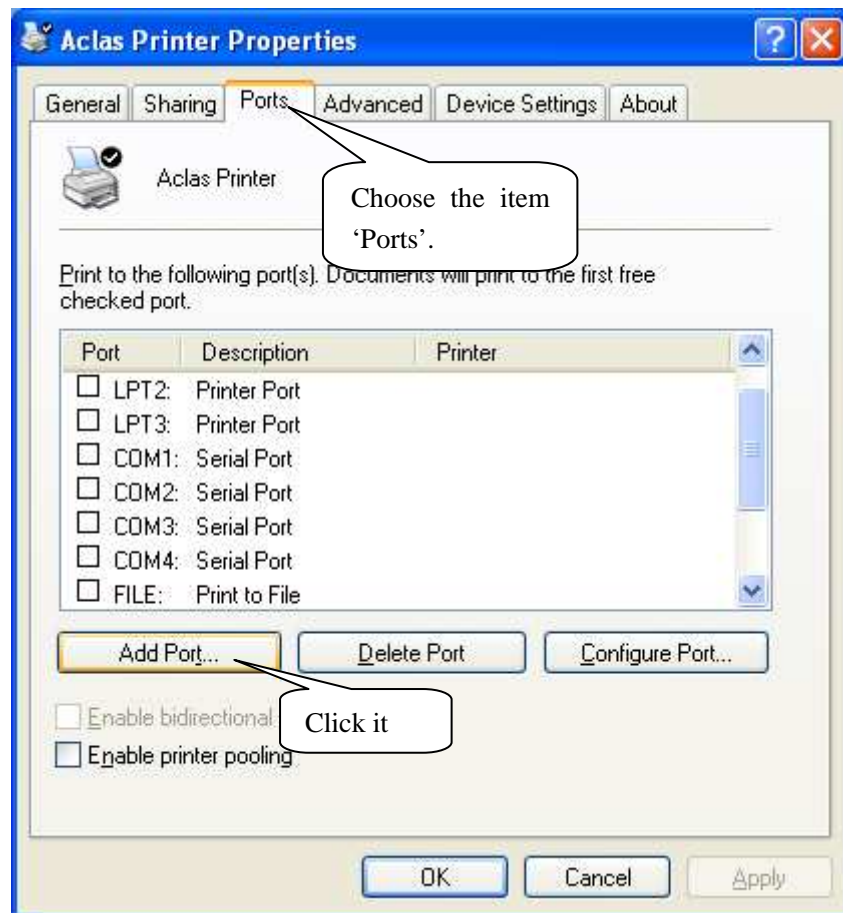 Aclas Printer Properties
General Sharing Ports Advanced Device Settings About
Aclas Printer
Choose the item
‘Ports’.
Print to the following port(s). Documents will print to the first free
checked port.
Port Description Printer
LPT2: Printer Port
LPT3: Printer Port
COM1: Serial Port
COM2: Serial Port
COM3: Serial Port
COM4: Serial Port
FILE: Print to File
Add Port... Delete Port Configure Port...
Click it
Enable bidirectional
Enable printer pooling
OK Cancel Apply